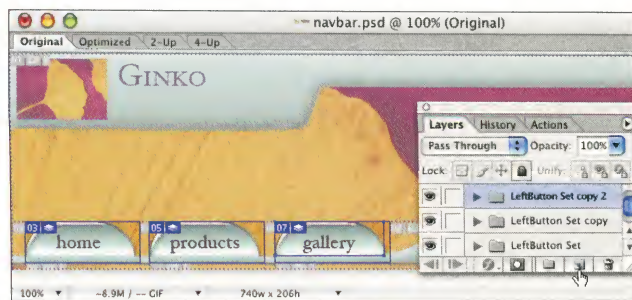 navbar.psd @ 100% (Original)
Original Optimized 2-Up 4-Up
GINKO
Layers History Actions
Pass Through Opacity: 100%
Lock: Unify:
LeftButton Set copy 2
LeftButton Set copy
LeftButton Set
03 05 07
home products gallery
100% ~8.9M / -- GIF 740w x 206h